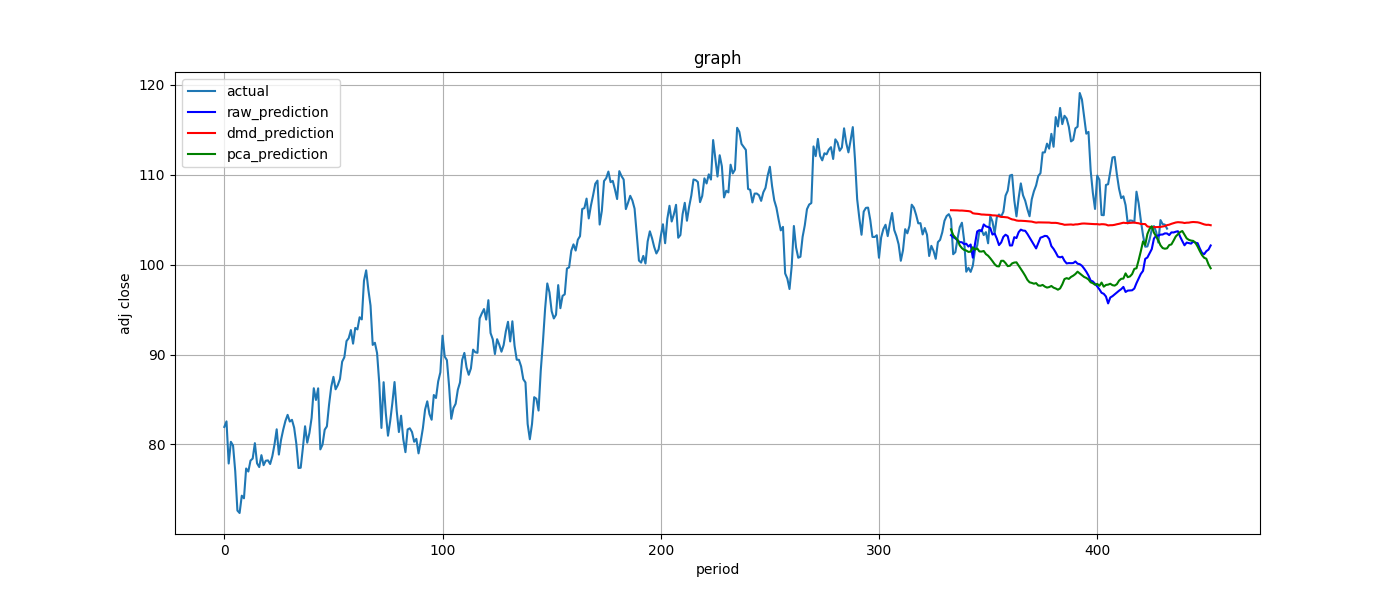 graph
actual
raw_prediction
dmd_prediction
pca_prediction
120
110
100
90
80
adj close
0 100 200 300 400
period